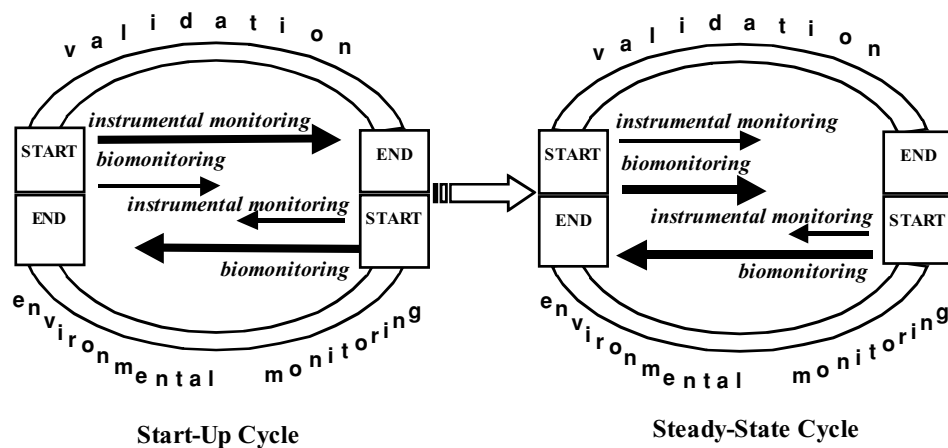 validation
START
instrumental monitoring
biomonitoring
END
END
instrumental monitoring
START
biomonitoring
environmental monitoring
Start-Up Cycle
validation
START
instrumental monitoring
biomonitoring
END
END
instrumental monitoring
START
biomonitoring
environmental monitoring
Steady-State Cycle